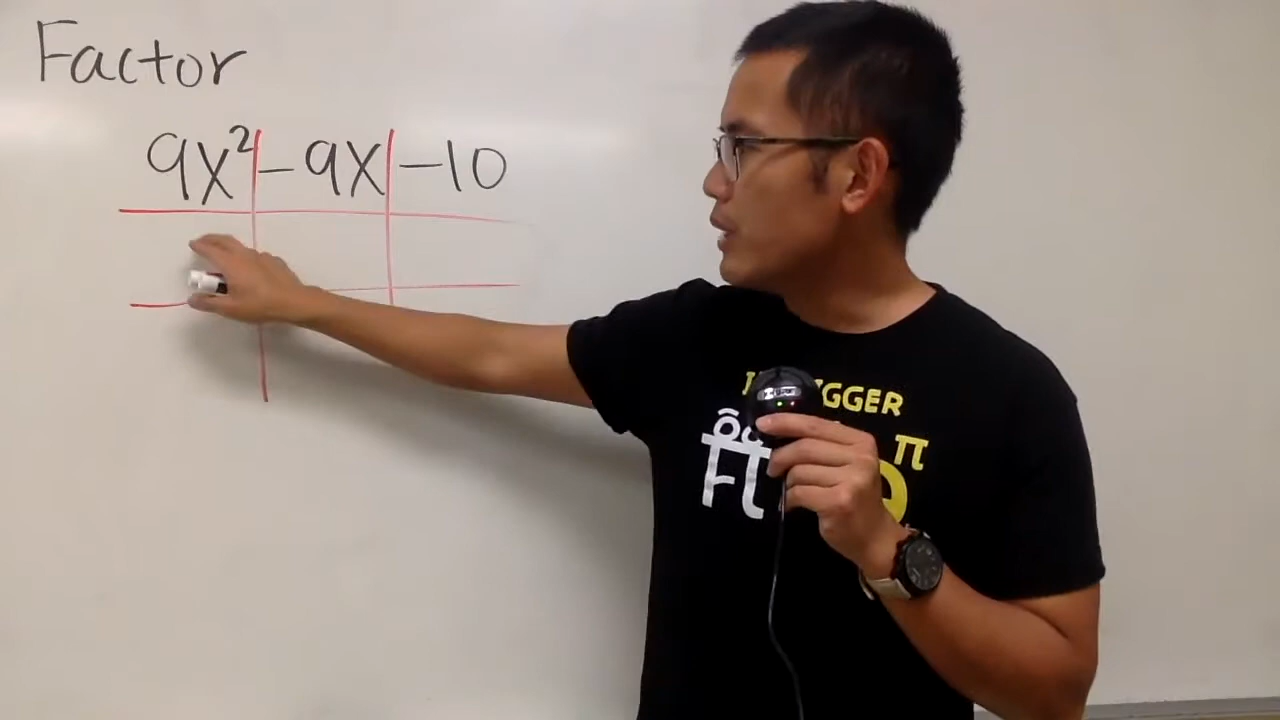 Factor
9x² - 9x - 10
π